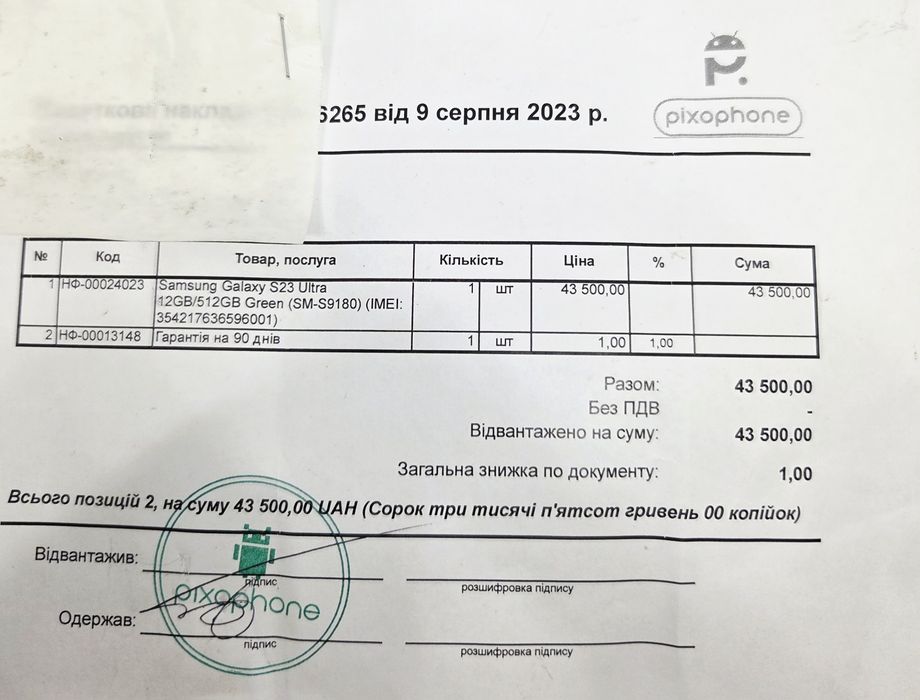 6265 від 9 серпня 2023 р.
pixophone
№ Код Товар, послуга Кількість Ціна % Сума
1 НФ-00024023 Samsung Galaxy S23 Ultra 1 шт 43 500,00 43 500,00
12GB/512GB Green (SM-S9180) (IMEI:
354217636596001)
2 НФ-00013148 Гарантія на 90 днів 1 шт 1,00 1,00
Разом: 43 500,00
Без ПДВ -
Відвантажено на суму: 43 500,00
Загальна знижка по документу: 1,00
Всього позицій 2, на суму 43 500,00 UAH (Сорок три тисячі п'ятсот гривень 00 копійок)
Відвантажив:
підпис розшифровка підпису
pixophone
Одержав:
підпис розшифровка підпису